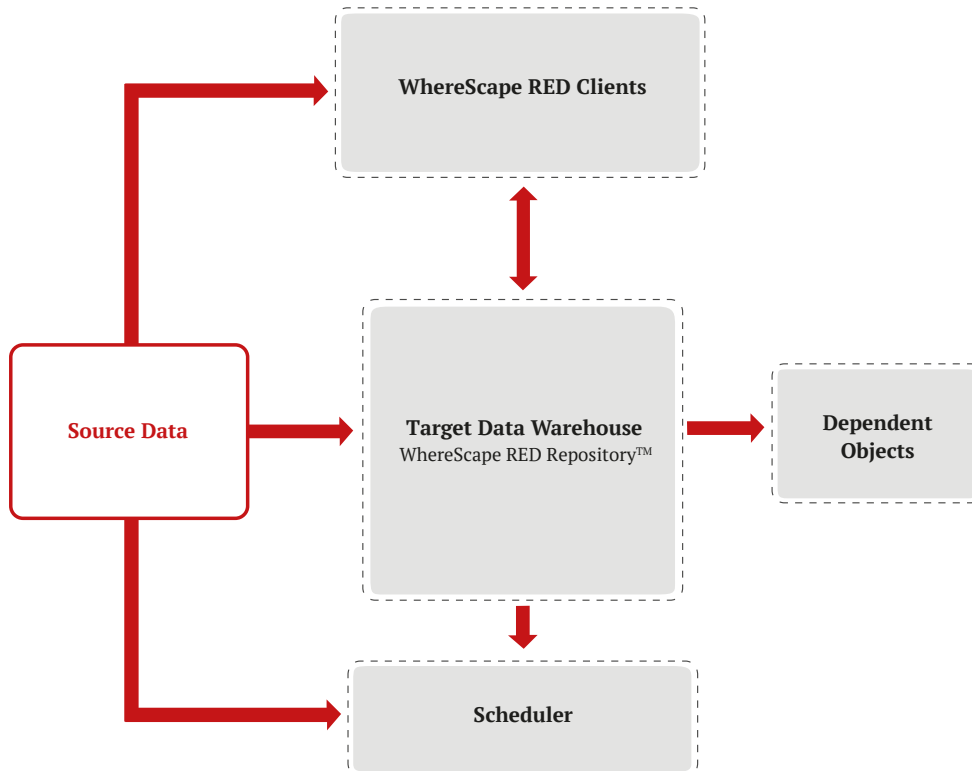 WhereScape RED Clients
Source Data
Target Data Warehouse
WhereScape RED Repository™
Dependent
Objects
Scheduler